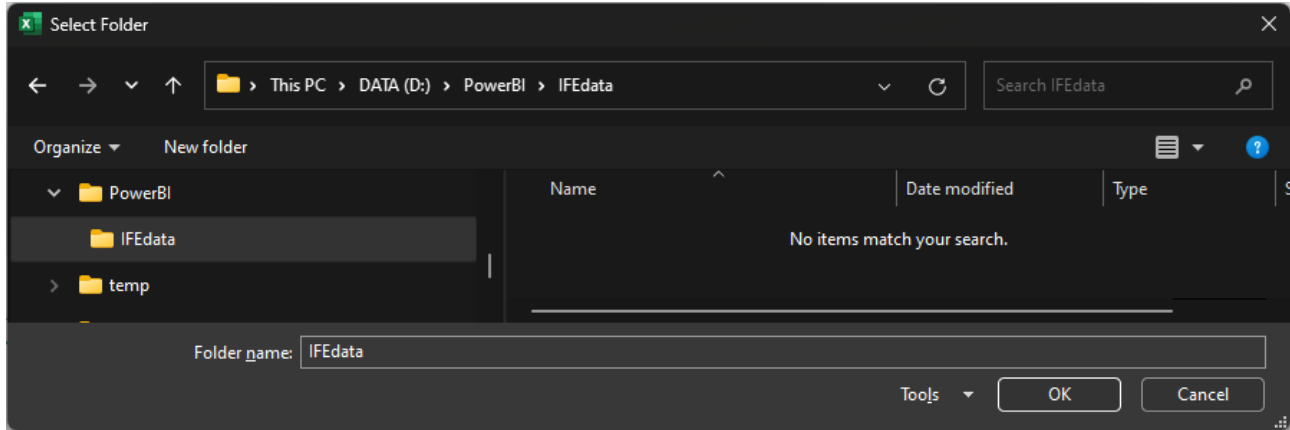 Select Folder
This PC > DATA (D:) > PowerBI > IFEdata
Search IFEdata
Organize
New folder
?
PowerBI
Name
Date modified
Type
S
IFEdata
No items match your search.
temp
Folder name: IFEdata
Tools
OK
Cancel